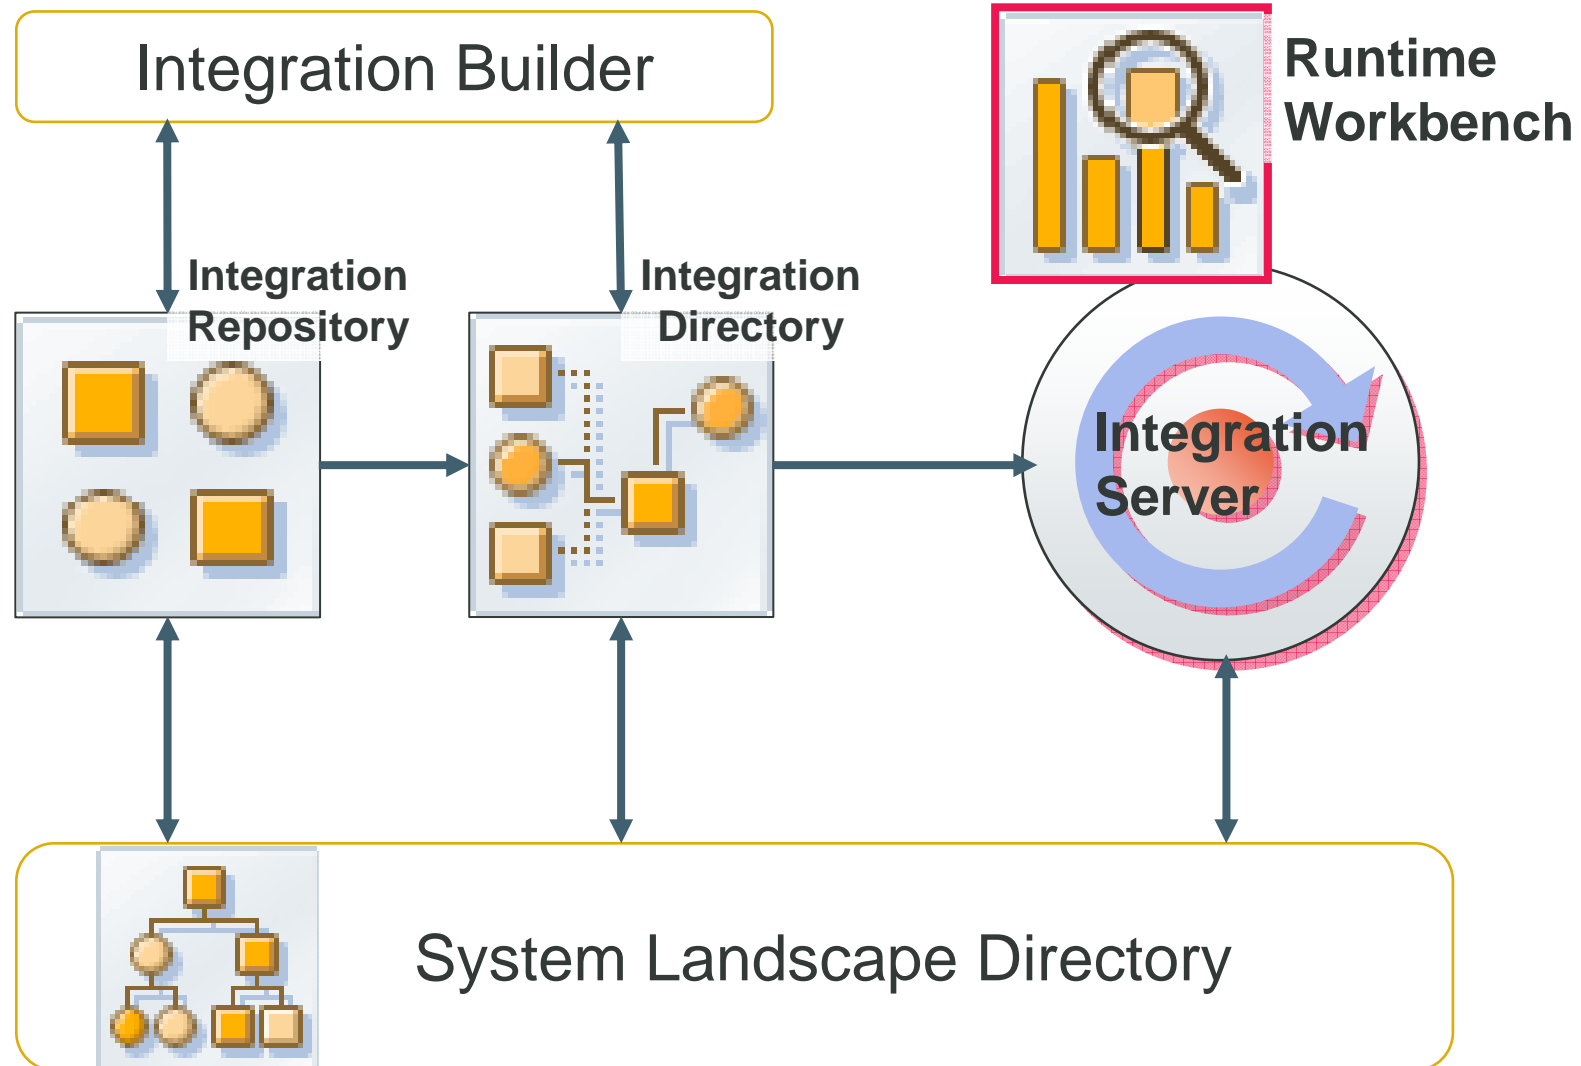 Integration Builder
Runtime
Workbench
Integration
Repository
Integration
Directory
Integration
Server
System Landscape Directory